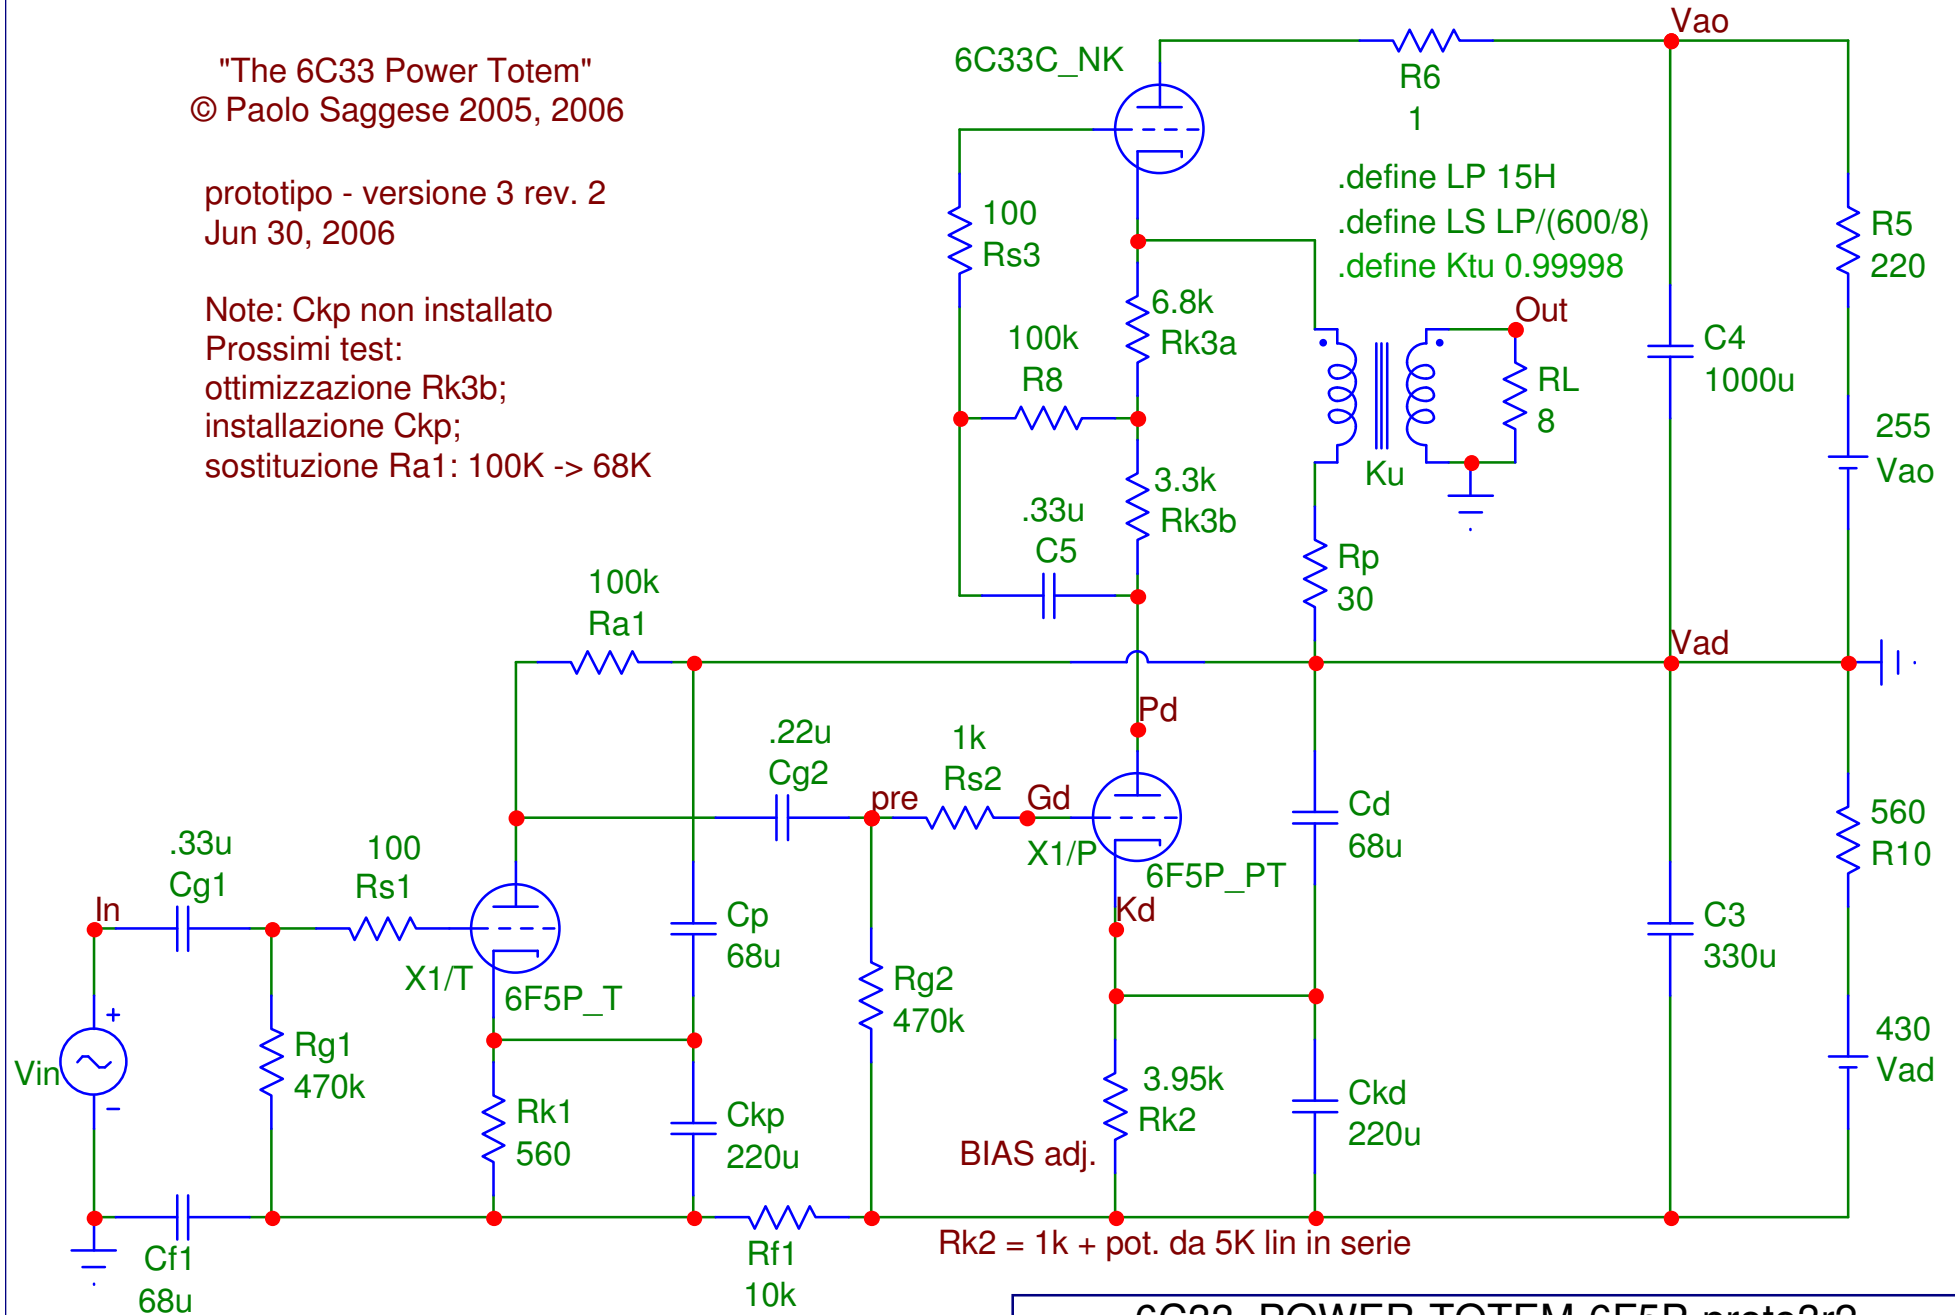 "The 6C33 Power Totem"
© Paolo Saggese 2005, 2006
prototipo - versione 3 rev. 2
Jun 30, 2006
Note: Ckp non installato
Prossimi test:
ottimizzazione Rk3b;
installazione Ckp;
sostituzione Ra1: 100K -> 68K
6C33C_NK
R6
1
Vao
.define LP 15H
.define LS LP/(600/8)
.define Ktu 0.99998
100
Rs3
6.8k
Rk3a
100k
R8
3.3k
Rk3b
.33u
C5
Ku
Out
RL
8
Rp
30
C4
1000u
R5
220
255
Vao
100k
Ra1
Vad
Pd
.22u
Cg2
pre
1k
Rs2
Gd
X1/P
6F5P_PT
Kd
Cd
68u
560
R10
C3
330u
430
Vad
In
.33u
Cg1
100
Rs1
X1/T
6F5P_T
Cp
68u
Rg2
470k
Vin
+
−
Rg1
470k
Rk1
560
Ckp
220u
3.95k
Rk2
Ckd
220u
BIAS adj.
Cf1
68u
Rf1
10k
Rk2 = 1k + pot. da 5K lin in serie
6C33_POWER TOTEM 6F5P proto3r2